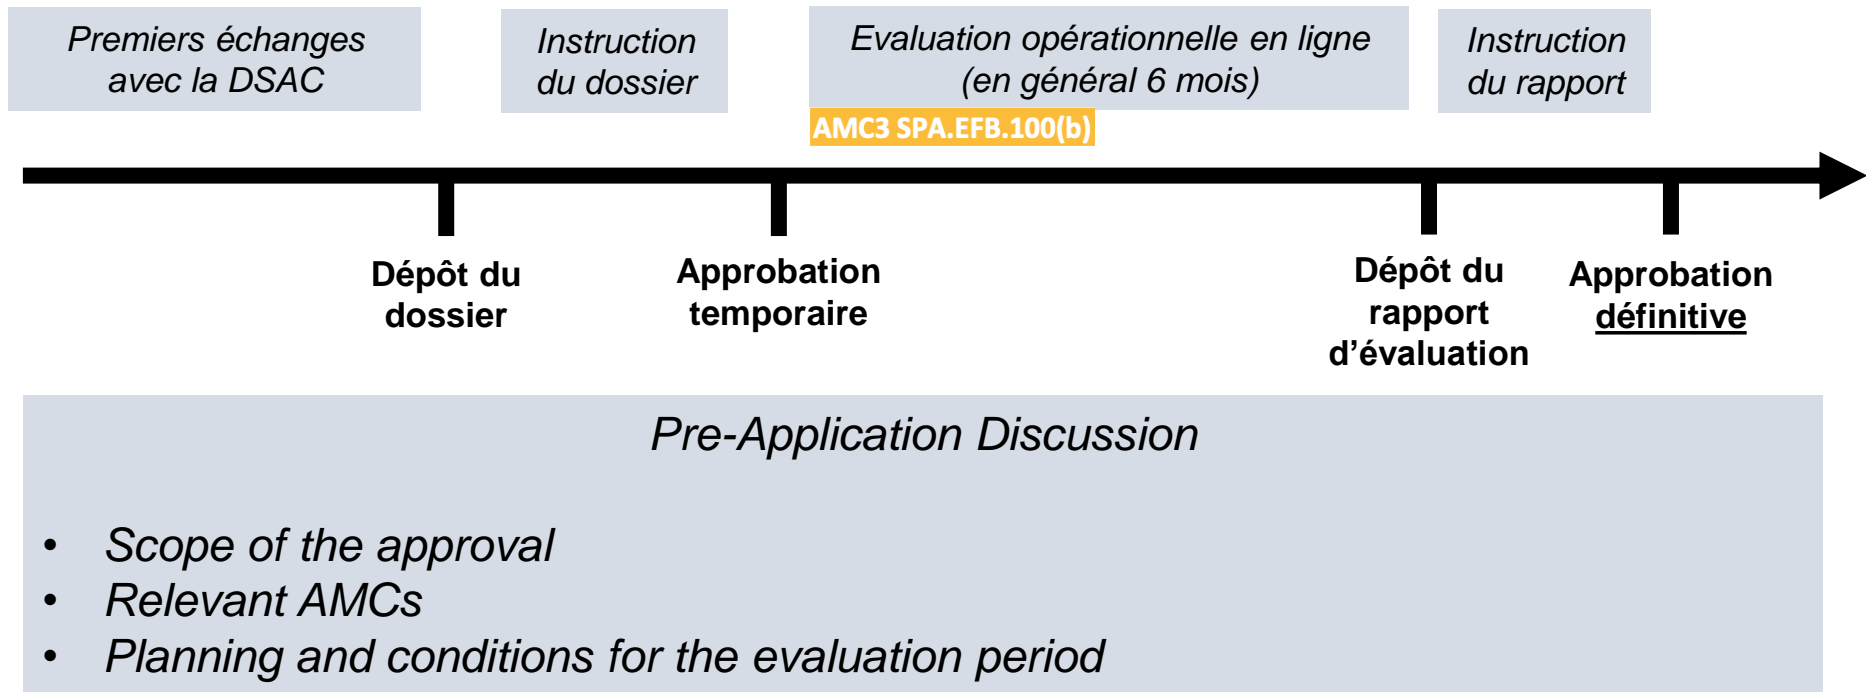 Premiers échanges
avec la DSAC
Instruction
du dossier
Evaluation opérationnelle en ligne
(en général 6 mois)
Instruction
du rapport
AMC3 SPA.EFB.100(b)
Dépôt du
dossier
Approbation
temporaire
Dépôt du
rapport
d’évaluation
Approbation
définitive
Pre-Application Discussion
• Scope of the approval
• Relevant AMCs
• Planning and conditions for the evaluation period